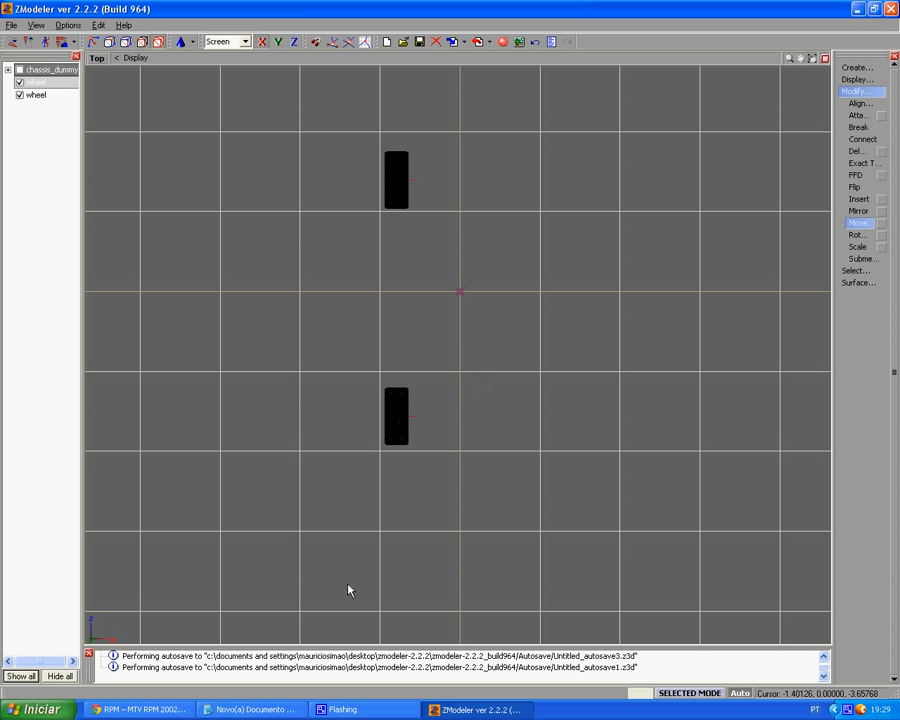 ZModeler ver 2.2.2 (Build 964)
File View Options Edit Help
Screen X Y Z
Top < Display
chassis_dummy
wheel
wheel
Create...
Display...
Modify...
Align...
Atta...
Break
Connect
Del...
Exact T...
FFD
Flip
Insert
Mirror
Move
Rot...
Scale
Subme...
Select...
Surface...
z
Show all Hide all
Performing autosave to "c:\documents and settings\mauriciosimao\desktop\zmodeler-2.2.2\zmodeler-2.2.2_build964/Autosave/Untitled_autosave3.z3d"
Performing autosave to "c:\documents and settings\mauriciosimao\desktop\zmodeler-2.2.2\zmodeler-2.2.2_build964/Autosave/Untitled_autosave1.z3d"
SELECTED MODE Auto Cursor: -1.40126, 0.00000, -3.65768
Iniciar RPM – MTV RPM 2002... Novo(a) Documento ... Flashing ZModeler ver 2.2.2 (... PT 19:29